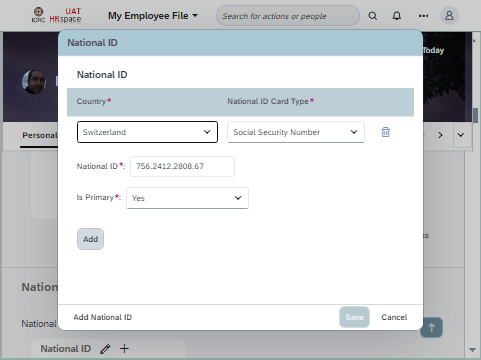 ICRC
UAT
HRspace
My Employee File
Search for actions or people
National ID
Today
National ID
Country*
National ID Card Type*
Personal
Switzerland
Social Security Number
National ID*:
756.2412.2808.67
Is Primary*:
Yes
Add
ss
Nation
National
Add National ID
Save
Cancel
National ID